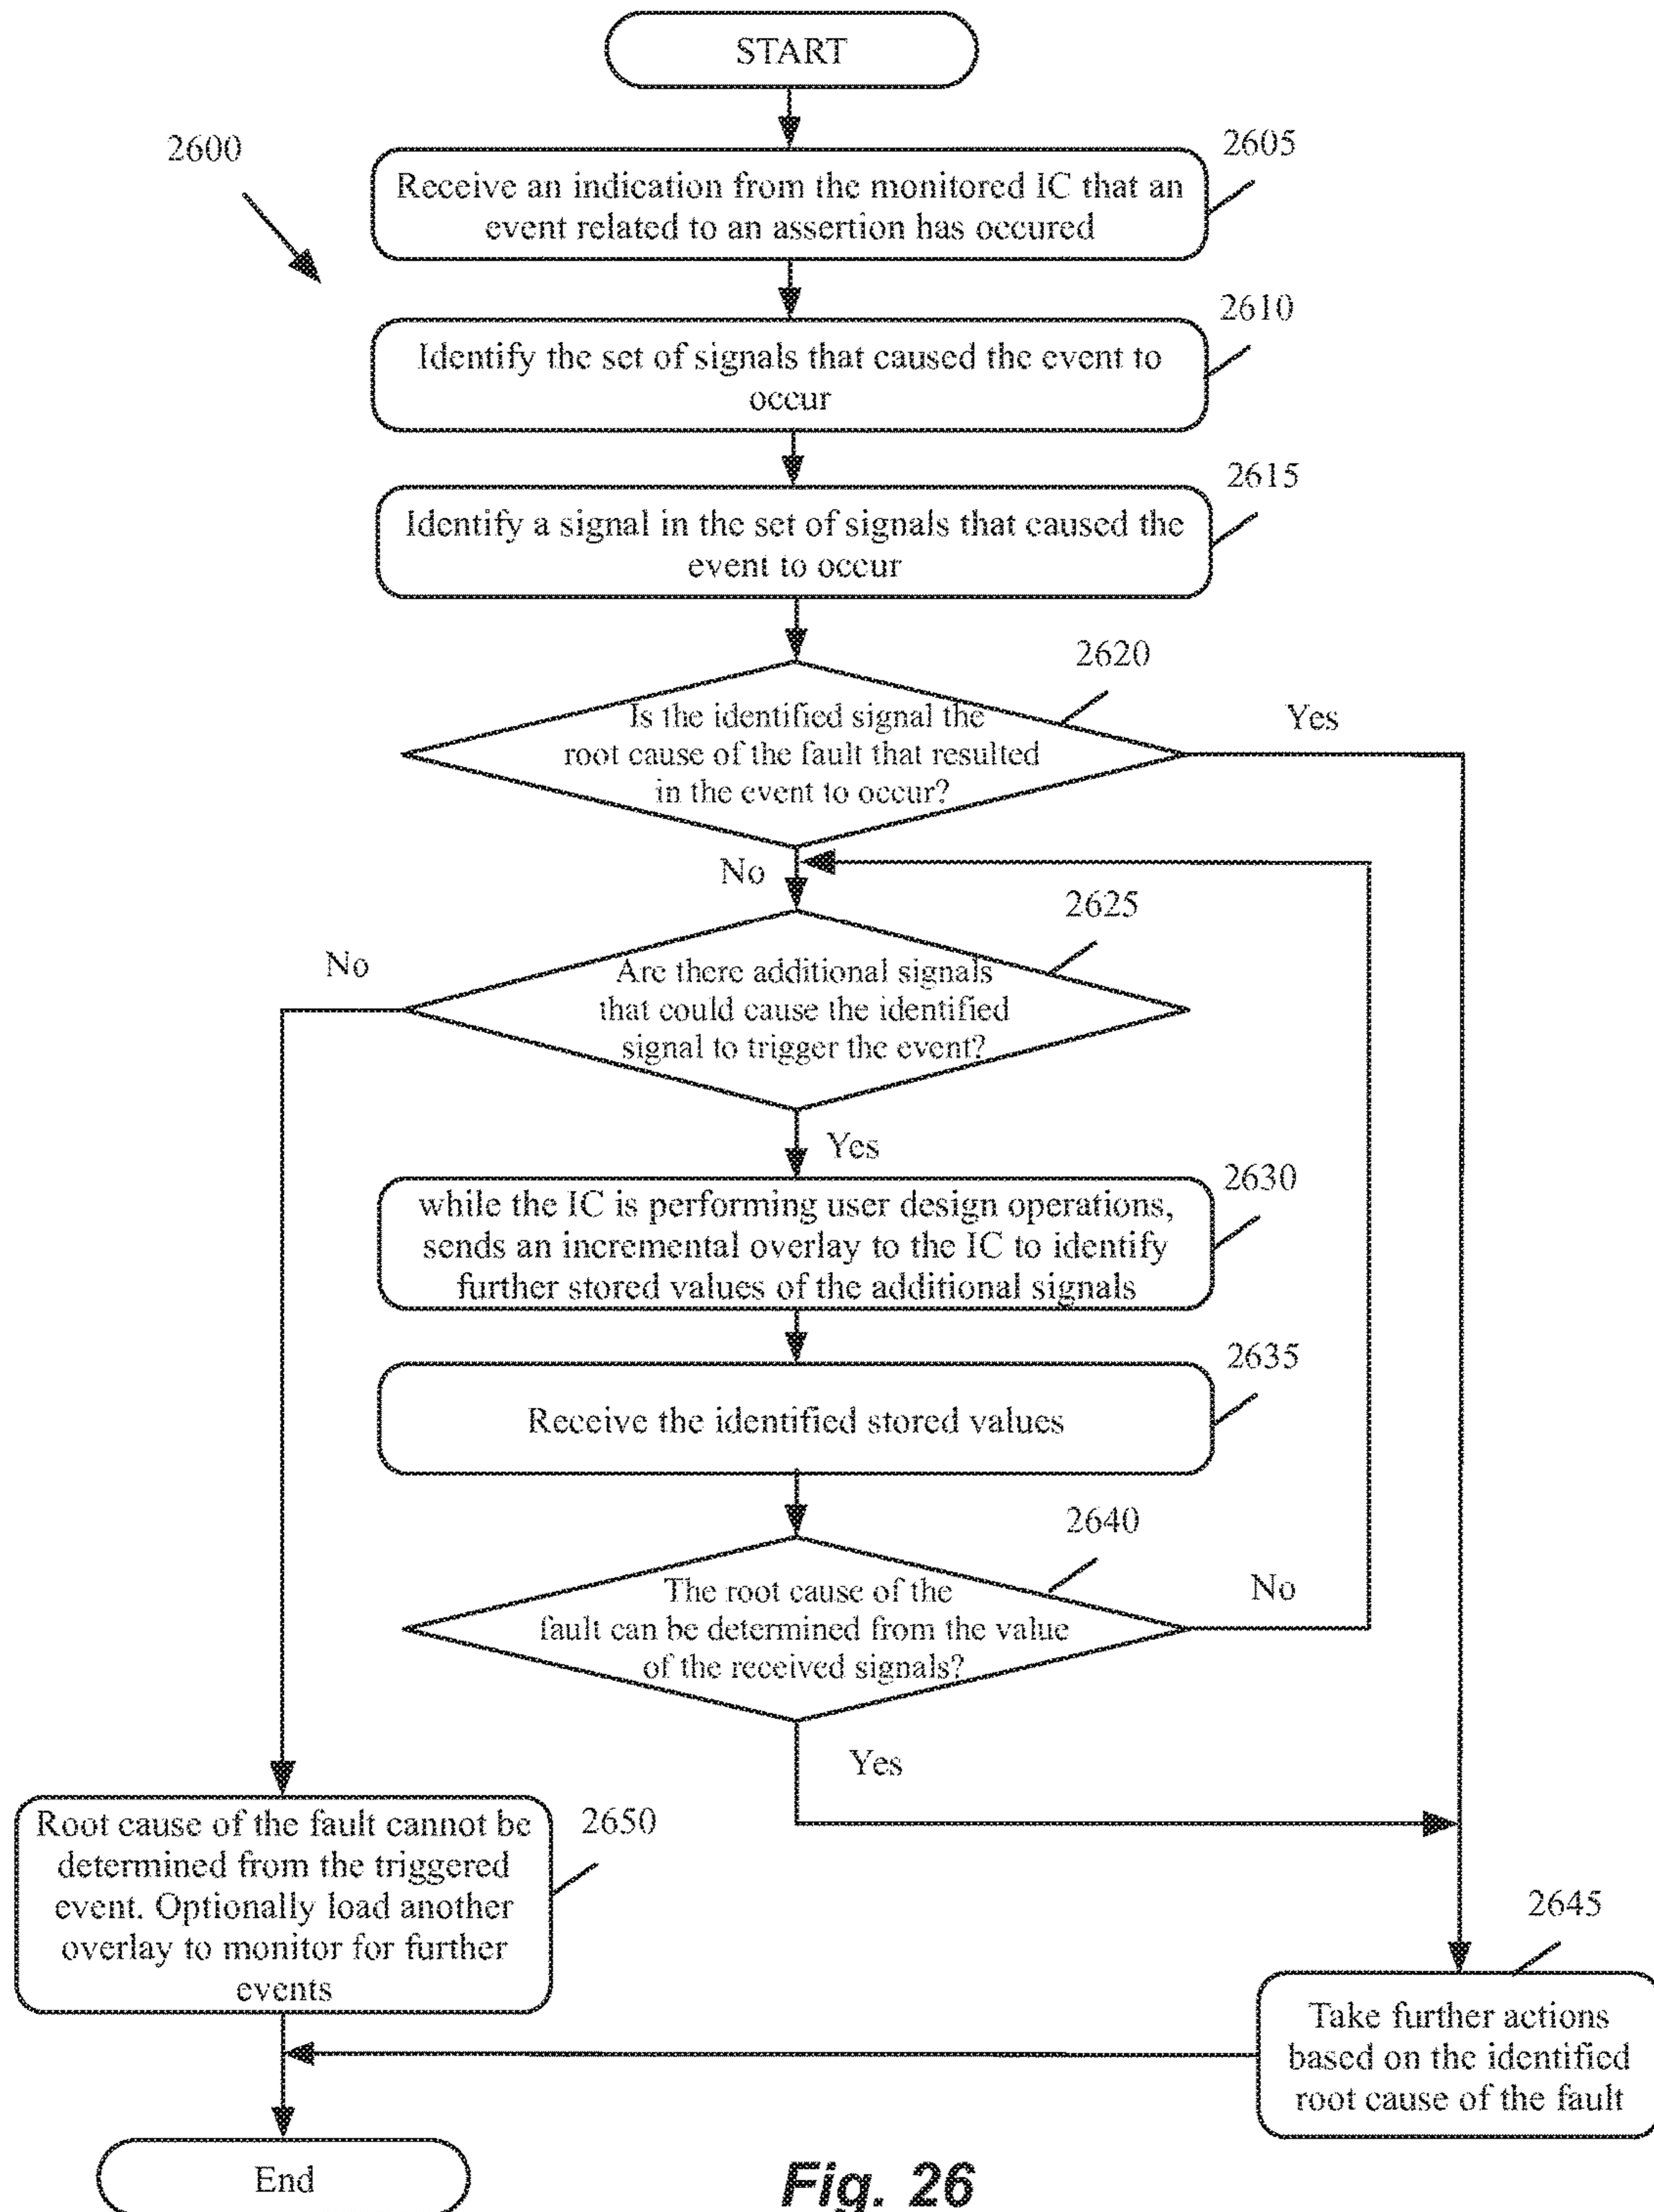 START
2600
2605
Receive an indication from the monitored IC that an
event related to an assertion has occured
2610
Identify the set of signals that caused the event to
occur
2615
Identify a signal in the set of signals that caused the
event to occur
2620
Is the identified signal the
root cause of the fault that resulted
in the event to occur?
Yes
No
2625
No
Are there additional signals
that could cause the identified
signal to trigger the event?
Yes
2630
while the IC is performing user design operations,
sends an incremental overlay to the IC to identify
further stored values of the additional signals
2635
Receive the identified stored values
2640
The root cause of the
fault can be determined from the value
of the received signals?
No
Yes
2650
Root cause of the fault cannot be
determined from the triggered
event. Optionally load another
overlay to monitor for further
events
2645
Take further actions
based on the identified
root cause of the fault
End
Fig. 26